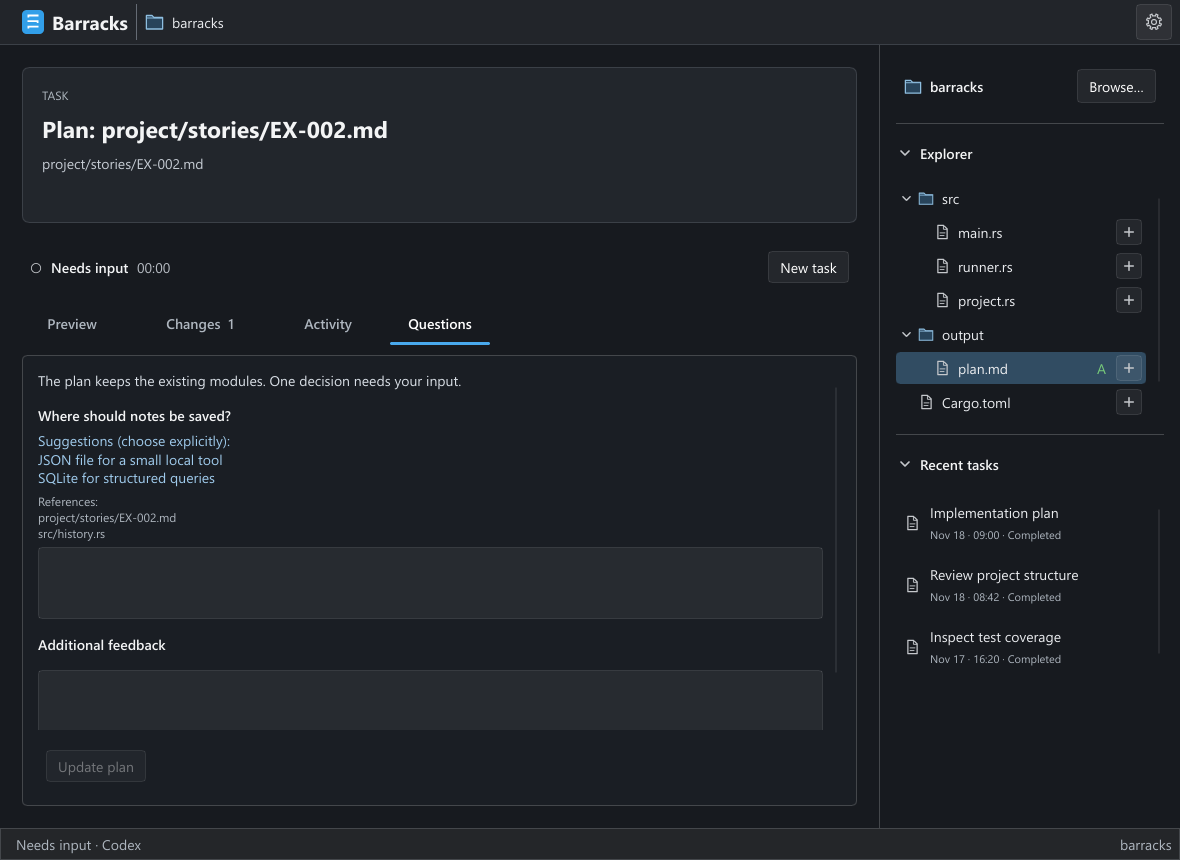 Barracks
barracks
TASK
Plan: project/stories/EX-002.md
project/stories/EX-002.md
Needs input 00:00
New task
Preview
Changes 1
Activity
Questions
The plan keeps the existing modules. One decision needs your input.
Where should notes be saved?
Suggestions (choose explicitly):
JSON file for a small local tool
SQLite for structured queries
References:
project/stories/EX-002.md
src/history.rs
Additional feedback
Update plan
barracks
Browse...
Explorer
src
main.rs +
runner.rs +
project.rs +
output
plan.md A +
Cargo.toml +
Recent tasks
Implementation plan
Nov 18 · 09:00 · Completed
Review project structure
Nov 18 · 08:42 · Completed
Inspect test coverage
Nov 17 · 16:20 · Completed
Needs input · Codex
barracks